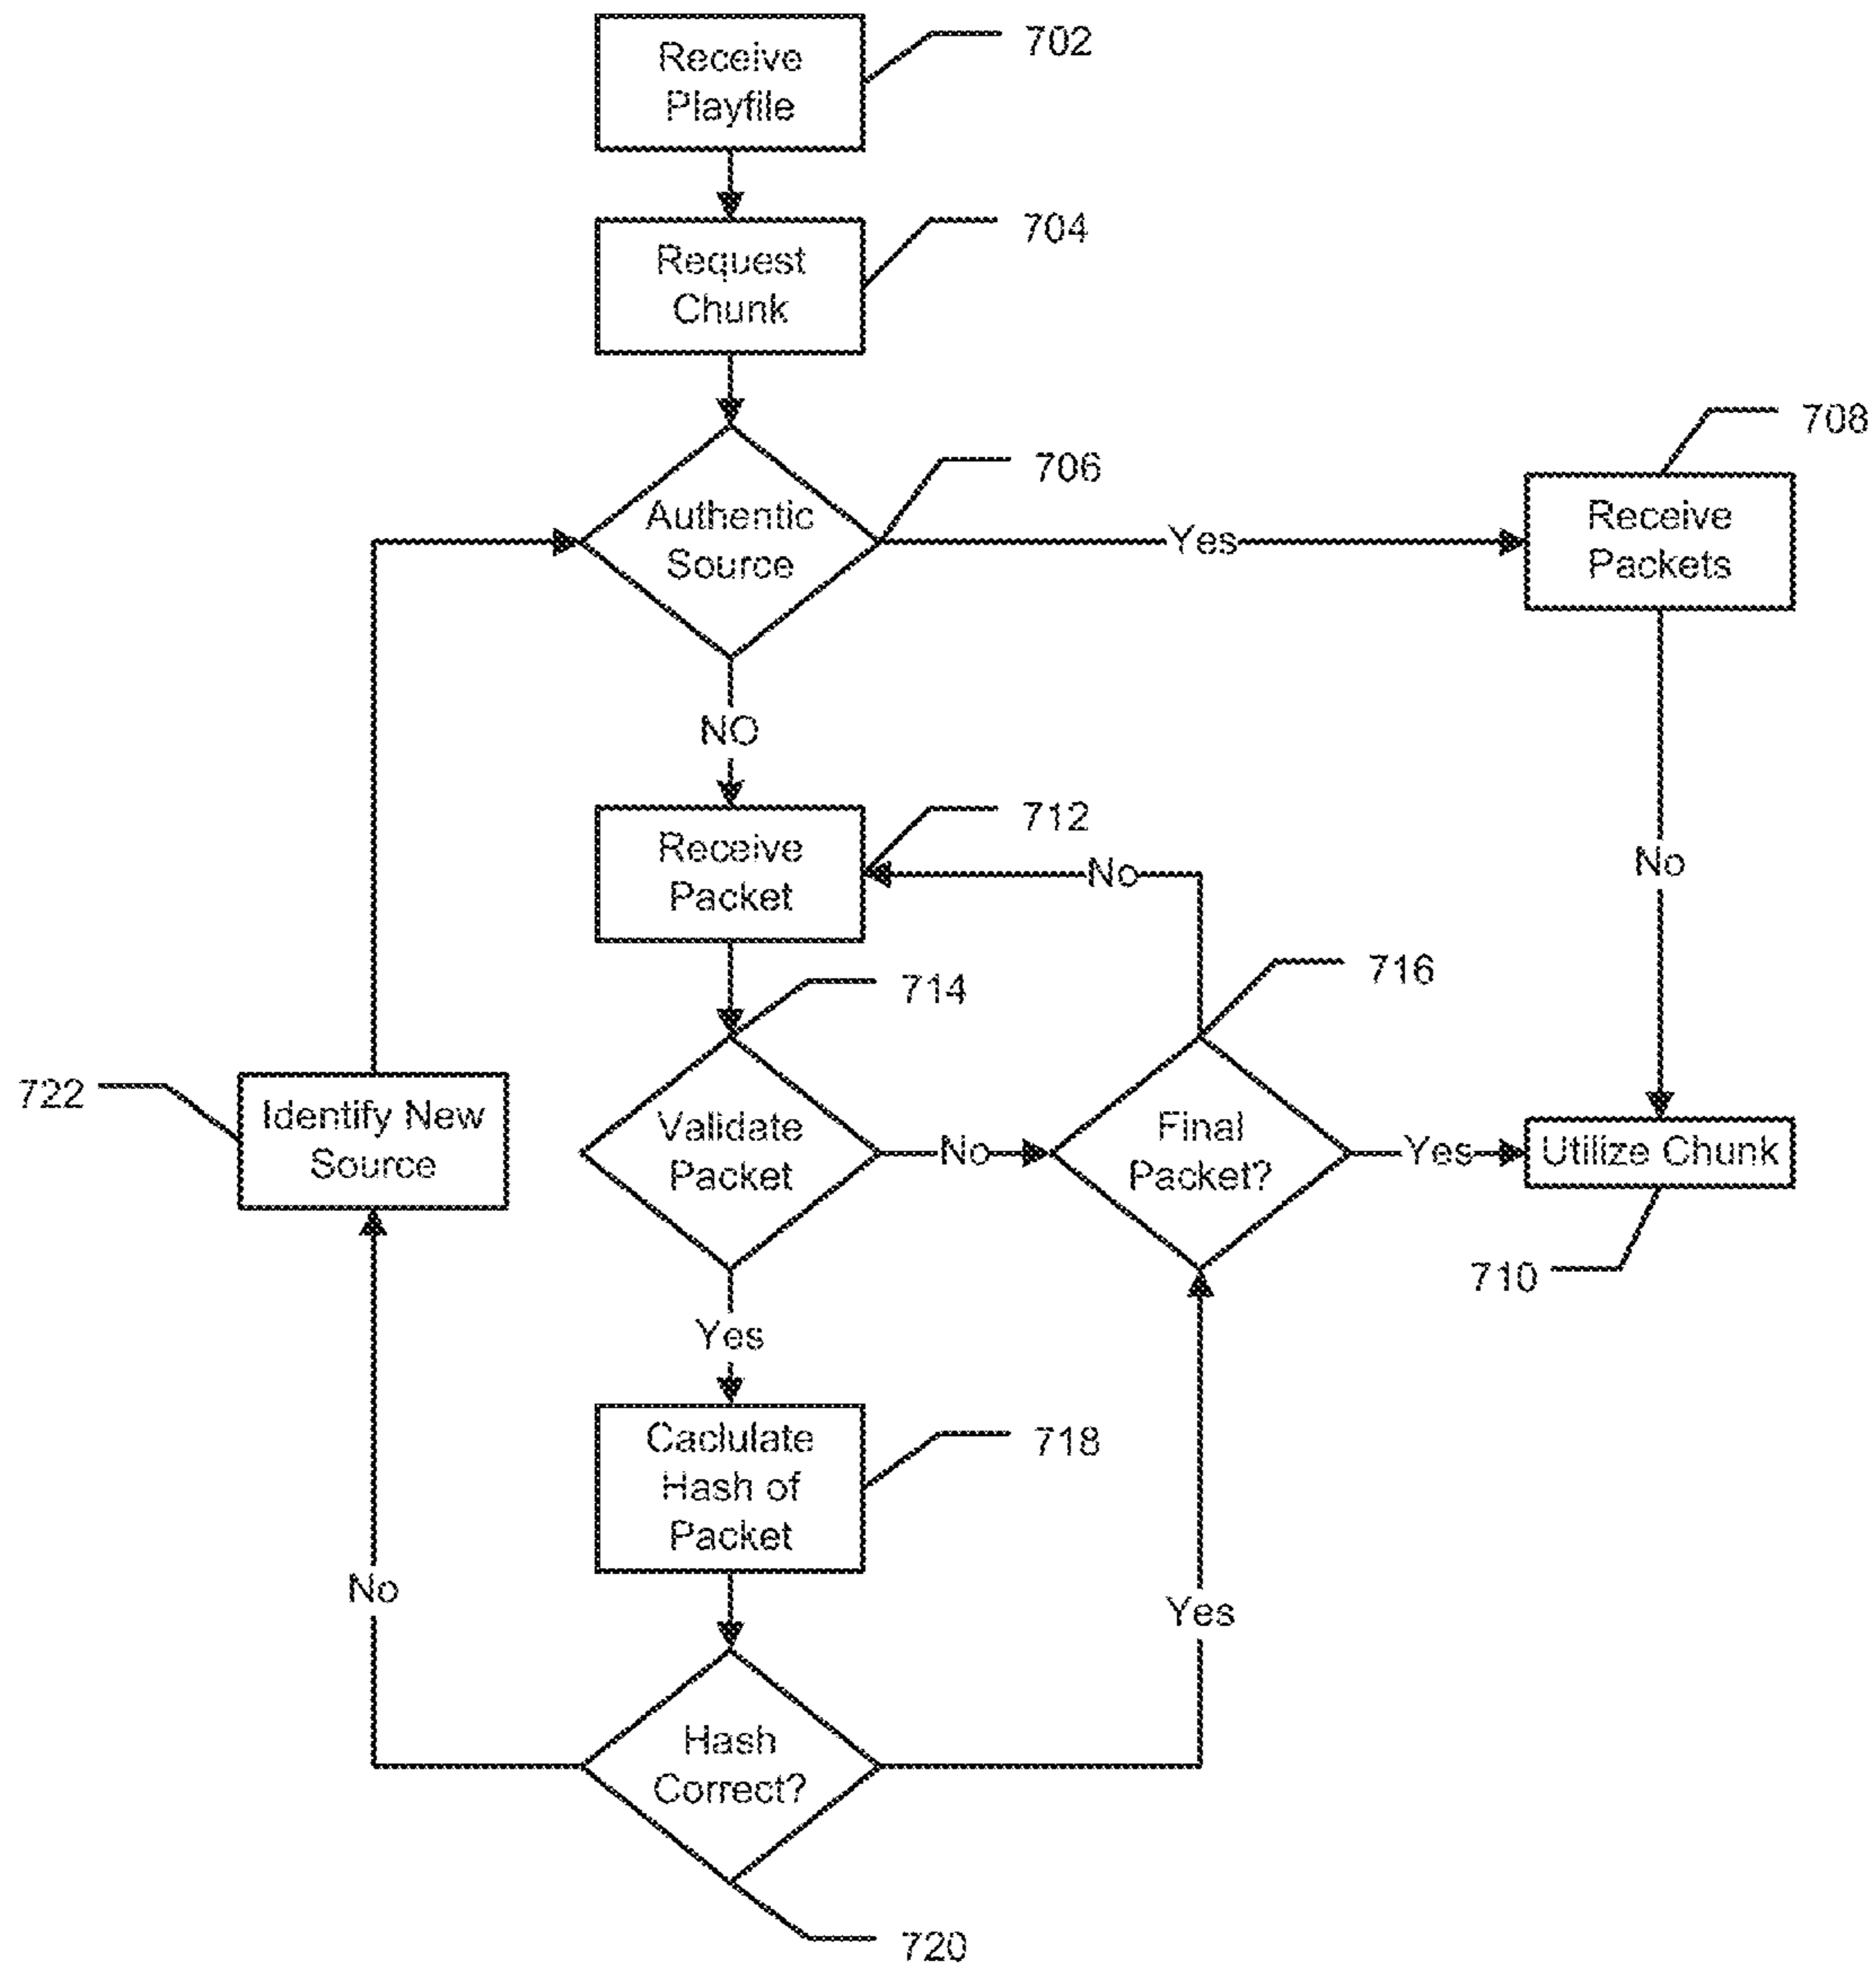 Receive
Playfile
702
Request
Chunk
704
Authentic
Source
706
Yes
Receive
Packets
708
NO
No
Receive
Packet
712
No
Validate
Packet
714
No
Final
Packet?
716
Yes
Utilize Chunk
710
Identify New
Source
722
Yes
Caclulate
Hash of
Packet
718
No
Yes
Hash
Correct?
720